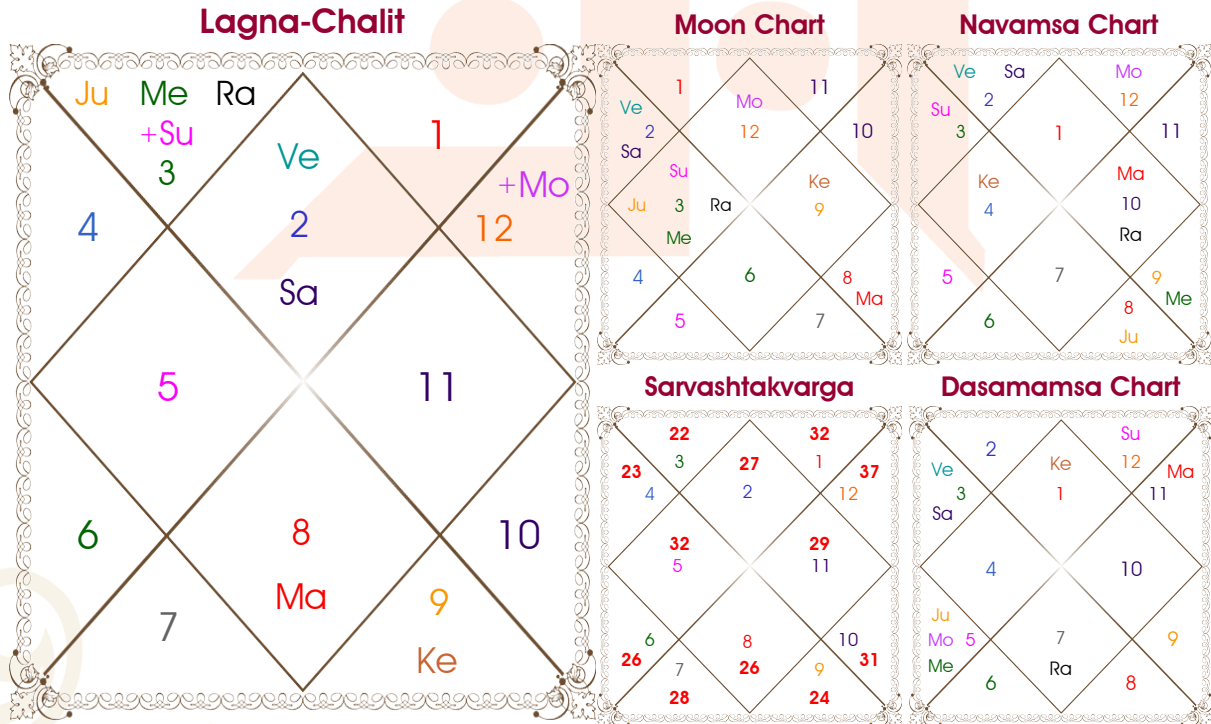 Lagna-Chalit
Ju Me Ra
+Su
3
Ve
2
Sa
1
+Mo
12
4
5
11
6
8
Ma
10
7
9
Ke
Moon Chart
1
Mo
12
11
Ve
2
Sa
10
Su
Ju 3 Ra
Me
Ke
9
4
6
8
Ma
5
7
Navamsa Chart
Ve Sa
2
Mo
12
Su
3
1
11
Ke
4
Ma
10
Ra
5
7
9
Me
6
8
Ju
Sarvashtakvarga
22
3
27
2
32
1
23
4
37
12
32
5
29
11
6
26
8
26
10
31
7
28
9
24
Dasamamsa Chart
2
Ke
1
Su
12
Ve
3
Sa
Ma
11
4
10
Ju
Mo 5
Me
7
Ra
9
6
8